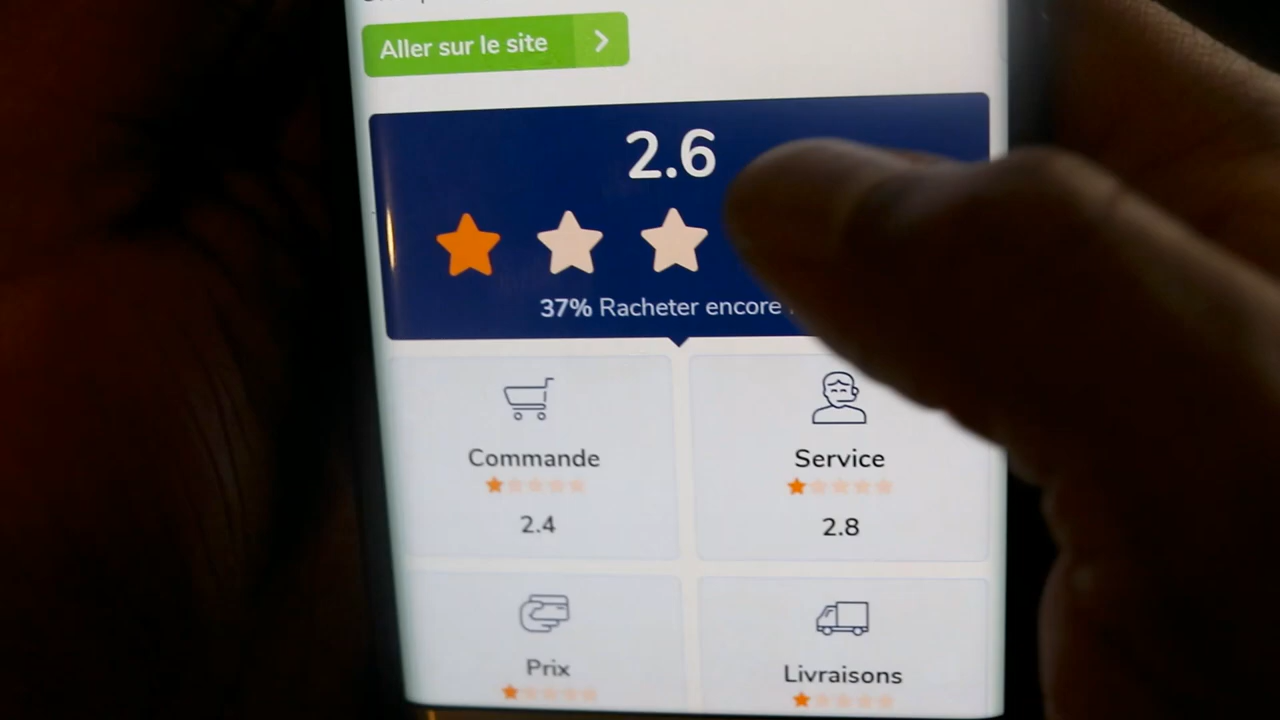 Aller sur le site
2.6
37% Racheter encore
Commande
Service
2.4
2.8
Prix
Livraisons